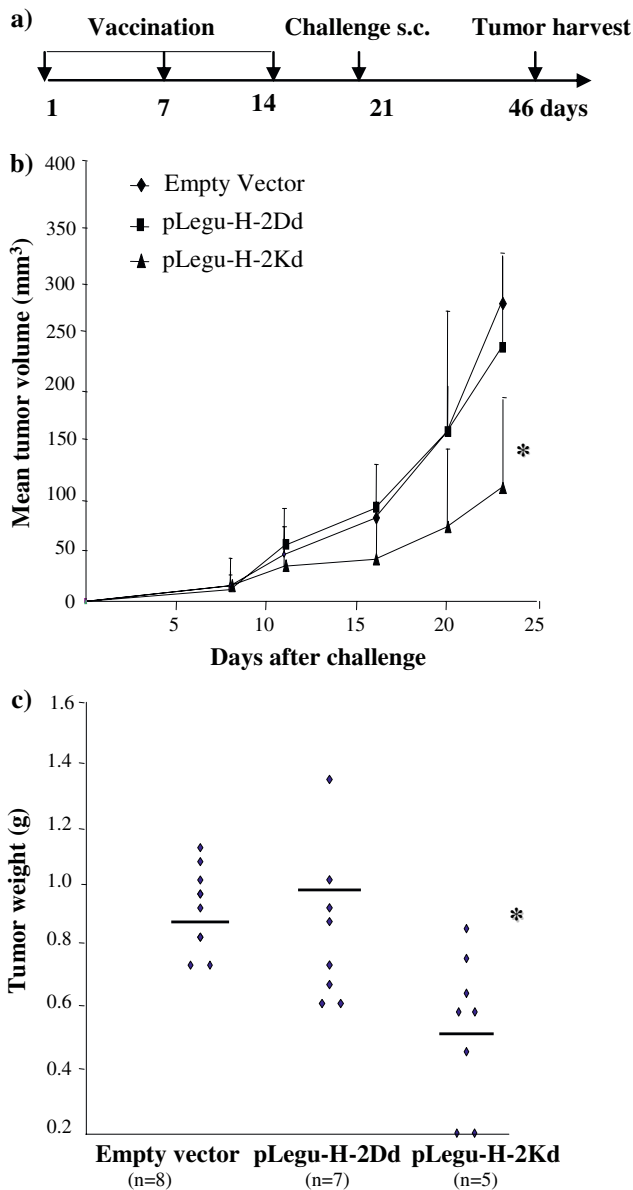 a)
Vaccination Challenge s.c. Tumor harvest
1 7 14 21 46 days
b)
Mean tumor volume (mm³)
400
350
300
250
200
150
100
50
0
Empty Vector
pLegu-H-2Dd
pLegu-H-2Kd
*
5 10 15 20 25
Days after challenge
c)
Tumor weight (g)
1.6
1.4
1.2
1.0
0.8
0.6
0.4
0.2
*
Empty vector pLegu-H-2Dd pLegu-H-2Kd
(n=8) (n=7) (n=5)